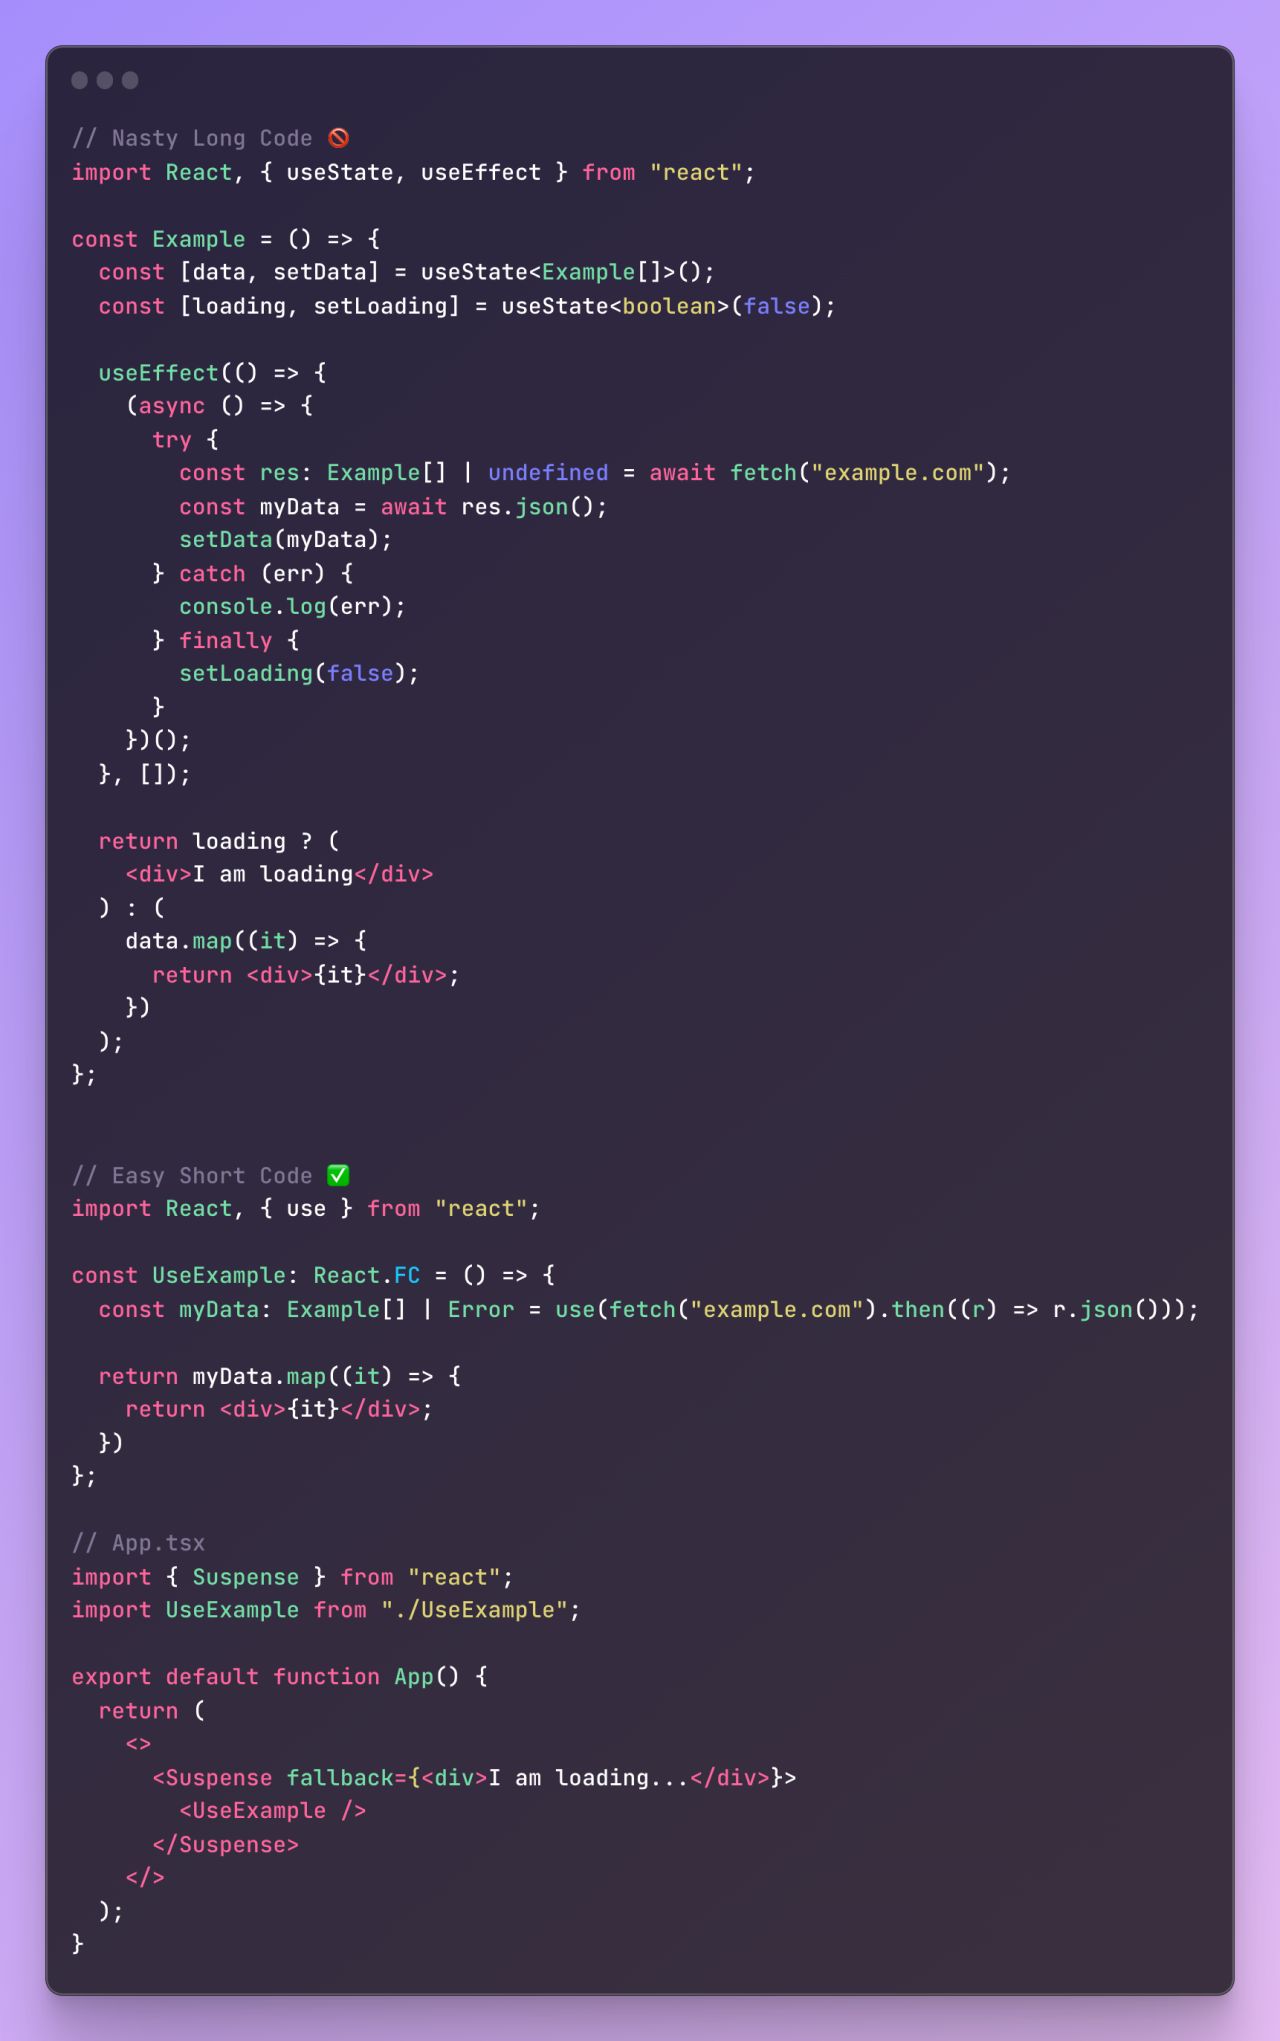 // Nasty Long Code 🚫
import React, { useState, useEffect } from "react";

const Example = () => {
  const [data, setData] = useState<Example[]>();
  const [loading, setLoading] = useState<boolean>(false);

  useEffect(() => {
    (async () => {
      try {
        const res: Example[] | undefined = await fetch("example.com");
        const myData = await res.json();
        setData(myData);
      } catch (err) {
        console.log(err);
      } finally {
        setLoading(false);
      }
    })();
  }, []);

  return loading ? (
    <div>I am loading</div>
  ) : (
    data.map((it) => {
      return <div>{it}</div>;
    })
  );
};

// Easy Short Code ✅
import React, { use } from "react";

const UseExample: React.FC = () => {
  const myData: Example[] | Error = use(fetch("example.com").then((r) => r.json()));

  return myData.map((it) => {
    return <div>{it}</div>;
  })
};

// App.tsx
import { Suspense } from "react";
import UseExample from "./UseExample";

export default function App() {
  return (
    <>
      <Suspense fallback={<div>I am loading...</div>}>
        <UseExample />
      </Suspense>
    </>
  );
}